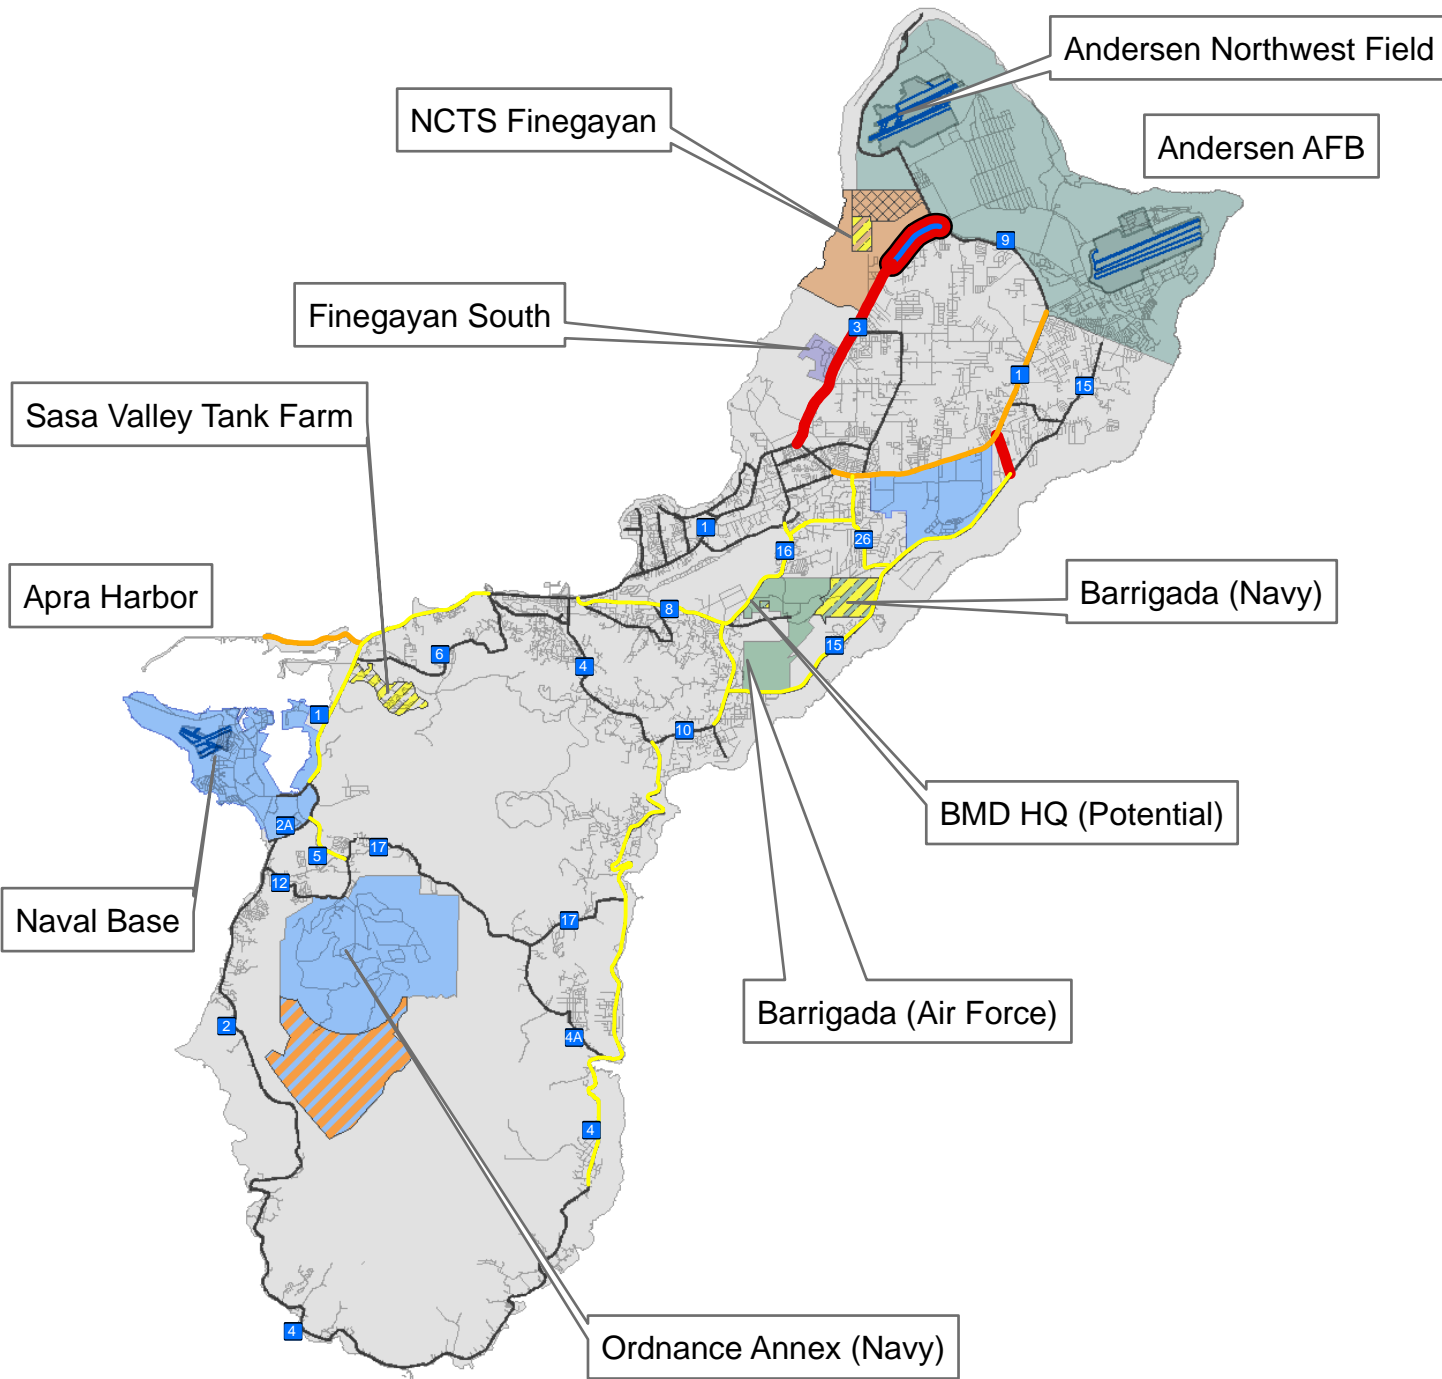 Andersen Northwest Field
NCTS Finegayan
Andersen AFB
9
Finegayan South
3
1
15
Sasa Valley Tank Farm
1
16
26
Apra Harbor
Barrigada (Navy)
8
15
6
4
1
10
BMD HQ (Potential)
2A
5
17
12
Naval Base
17
Barrigada (Air Force)
2
4A
4
4
Ordnance Annex (Navy)